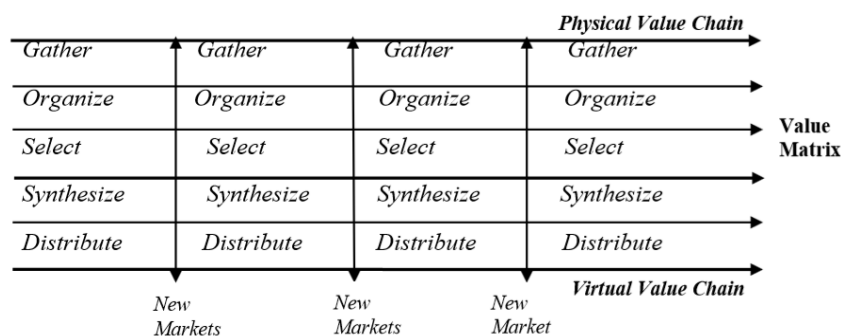 Physical Value Chain
Gather Gather Gather Gather
Organize Organize Organize Organize
Value
Matrix
Select Select Select Select
Synthesize Synthesize Synthesize Synthesize
Distribute Distribute Distribute Distribute
Virtual Value Chain
New New New
Markets Markets Market